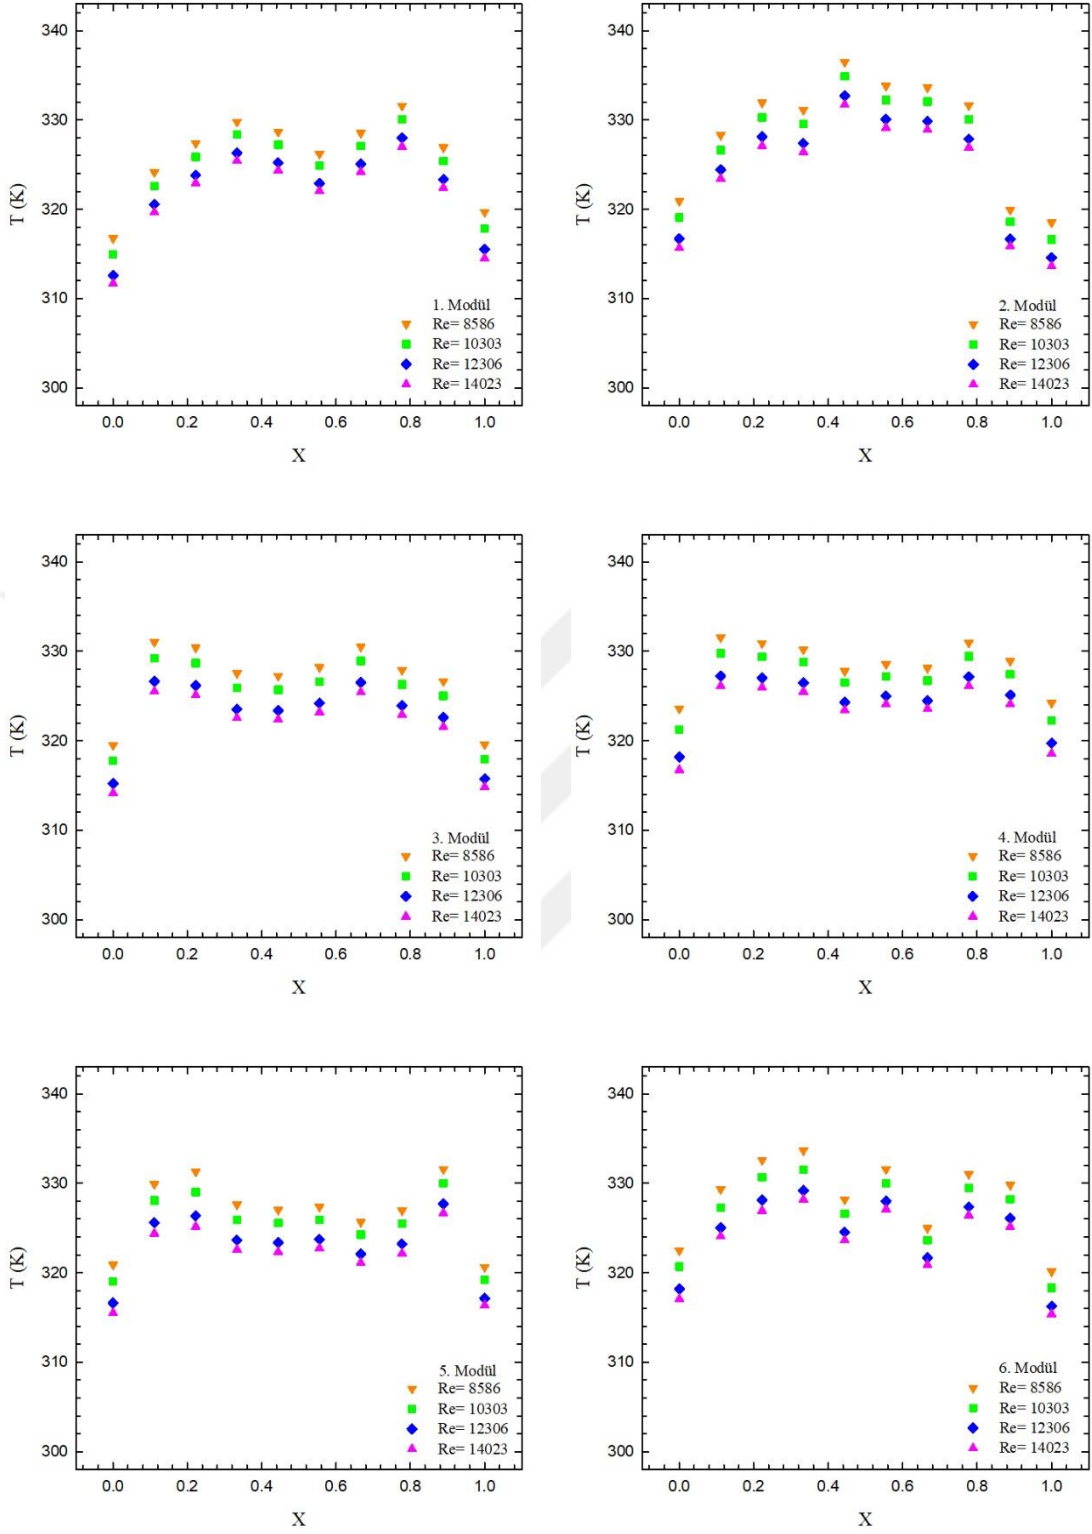 340
330
T (K)
320
310
300
1. Modül
Re= 8586
Re= 10303
Re= 12306
Re= 14023
0.0 0.2 0.4 0.6 0.8 1.0
X
340
330
T (K)
320
310
300
2. Modül
Re= 8586
Re= 10303
Re= 12306
Re= 14023
0.0 0.2 0.4 0.6 0.8 1.0
X
340
330
T (K)
320
310
300
3. Modül
Re= 8586
Re= 10303
Re= 12306
Re= 14023
0.0 0.2 0.4 0.6 0.8 1.0
X
340
330
T (K)
320
310
300
4. Modül
Re= 8586
Re= 10303
Re= 12306
Re= 14023
0.0 0.2 0.4 0.6 0.8 1.0
X
340
330
T (K)
320
310
300
5. Modül
Re= 8586
Re= 10303
Re= 12306
Re= 14023
0.0 0.2 0.4 0.6 0.8 1.0
X
340
330
T (K)
320
310
300
6. Modül
Re= 8586
Re= 10303
Re= 12306
Re= 14023
0.0 0.2 0.4 0.6 0.8 1.0
X